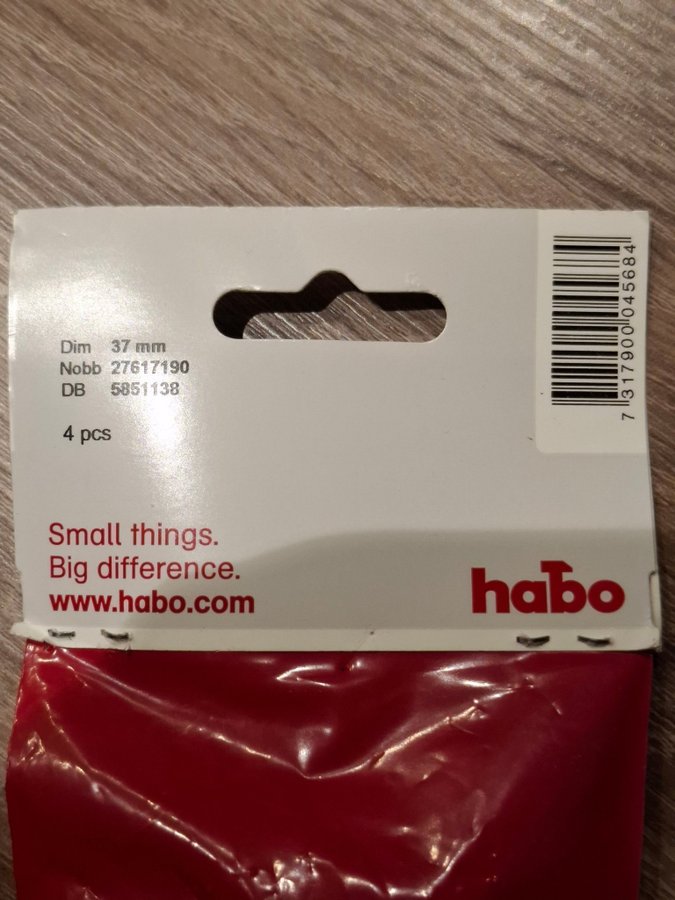 Dim 37 mm
Nobb 27617190
DB 5851138
4 pcs
7 317900 045684
Small things.
Big difference.
www.habo.com
habo